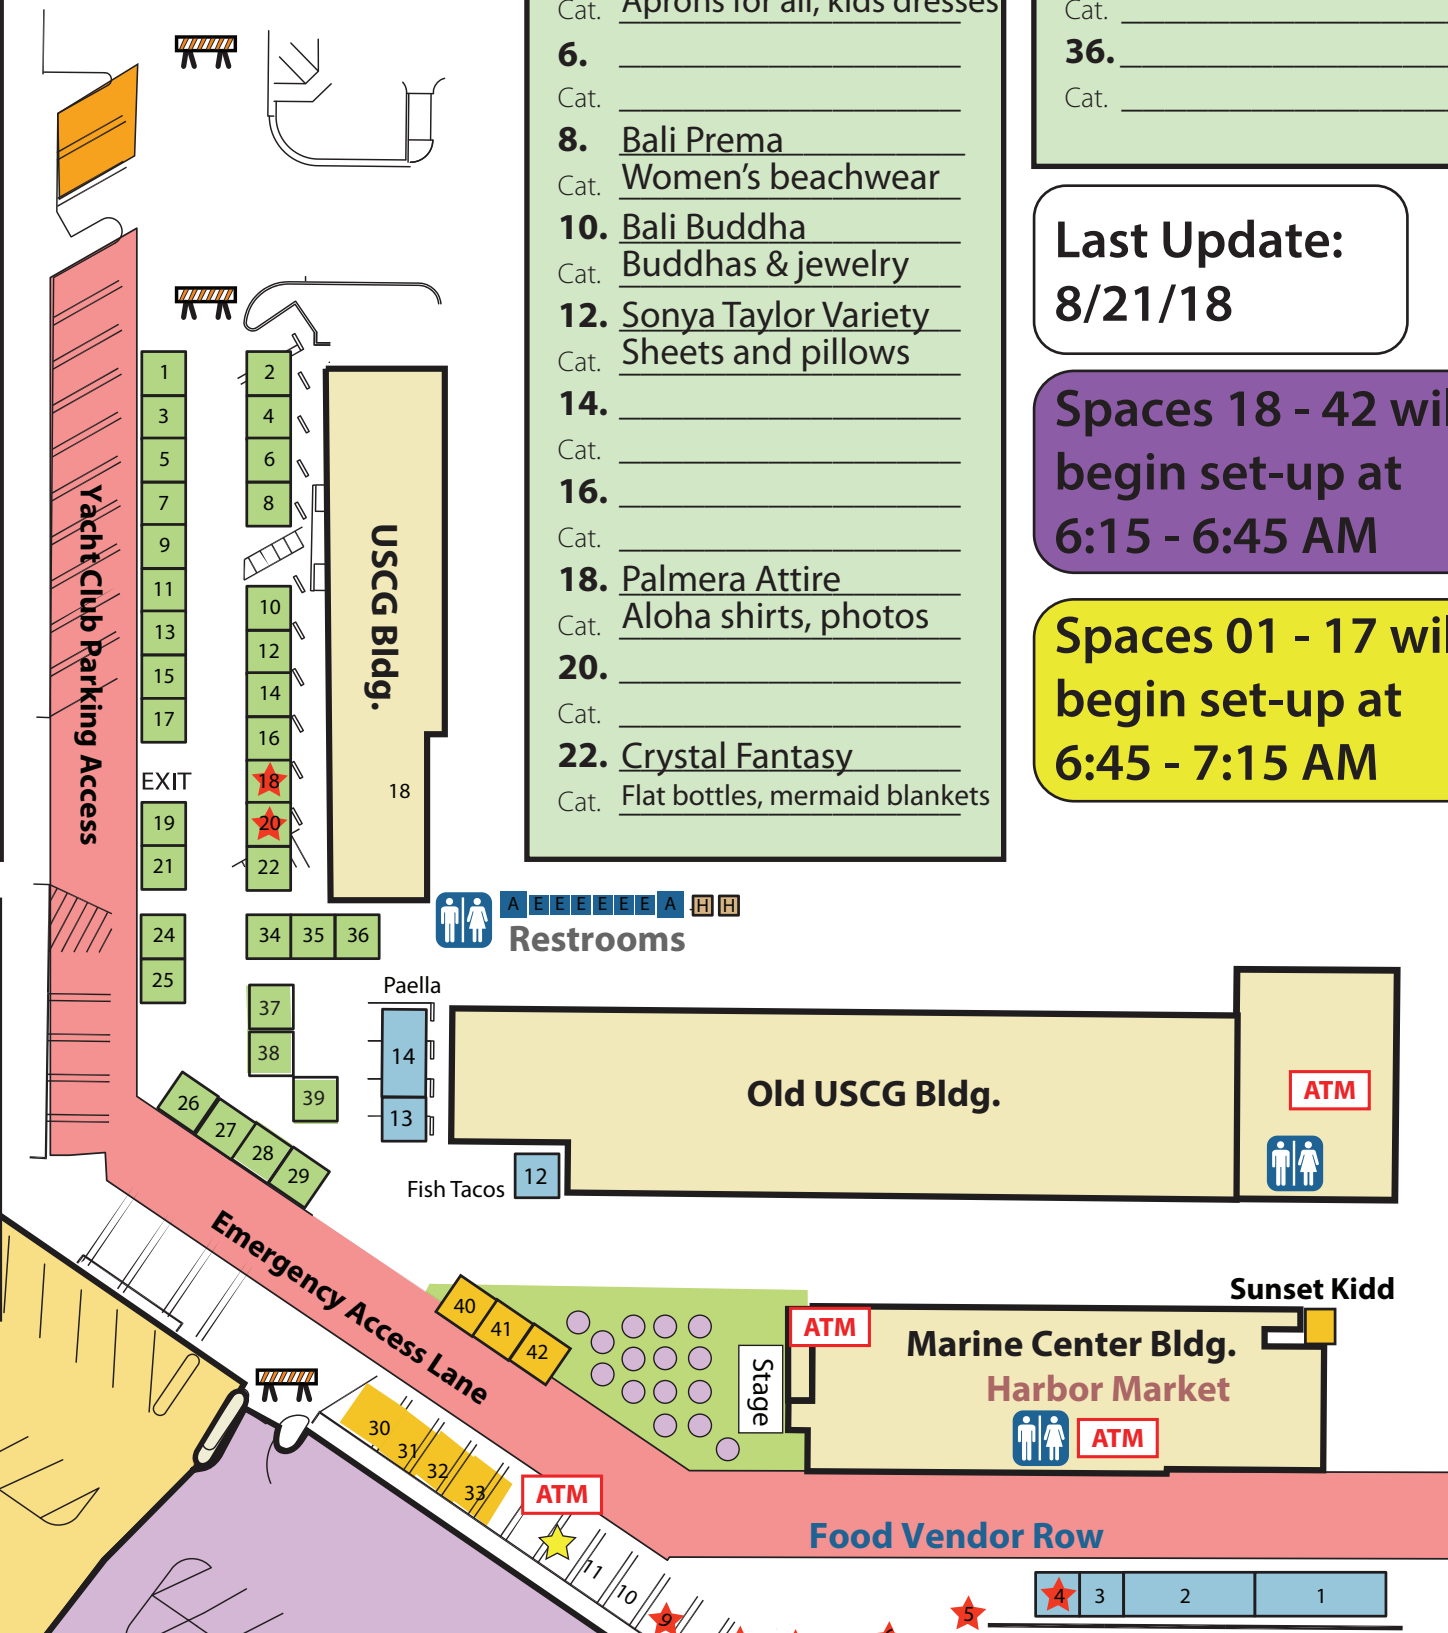 Cat. Aprons for all, kids dresses
6.
Cat.
8. Bali Prema
Cat. Women's beachwear
10. Bali Buddha
Cat. Buddhas & jewelry
12. Sonya Taylor Variety
Cat. Sheets and pillows
14.
Cat.
16.
Cat.
18. Palmera Attire
Cat. Aloha shirts, photos
20.
Cat.
22. Crystal Fantasy
Cat. Flat bottles, mermaid blankets
Cat.
36.
Cat.
Last Update:
8/21/18
Spaces 18 - 42 wil
begin set-up at
6:15 - 6:45 AM
Spaces 01 - 17 wil
begin set-up at
6:45 - 7:15 AM
1
3
5
7
9
11
13
15
17
EXIT
19
21
24
25
2
4
6
8
10
12
14
16
18
20
22
34 35 36
37
38
39
Yacht Club Parking Access
USCG Bldg.
18
A E E E E E E A H H
Restrooms
Paella
14
13
Fish Tacos 12
Old USCG Bldg.
ATM
26
27
28
29
Emergency Access Lane
40
41
42
Stage
ATM
Sunset Kidd
Marine Center Bldg.
Harbor Market
ATM
30
31
32
33
ATM
11
10
9
5
Food Vendor Row
4 3 2 1